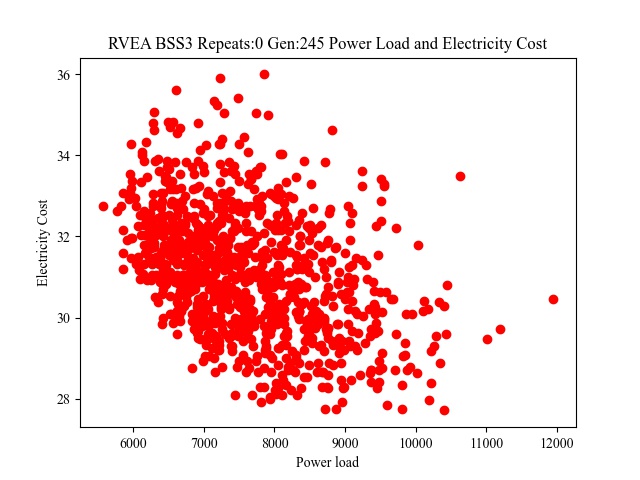 RVEA BSS3 Repeats:0 Gen:245 Power Load and Electricity Cost
36
34
32
30
28
Electricity Cost
6000 7000 8000 9000 10000 11000 12000
Power load